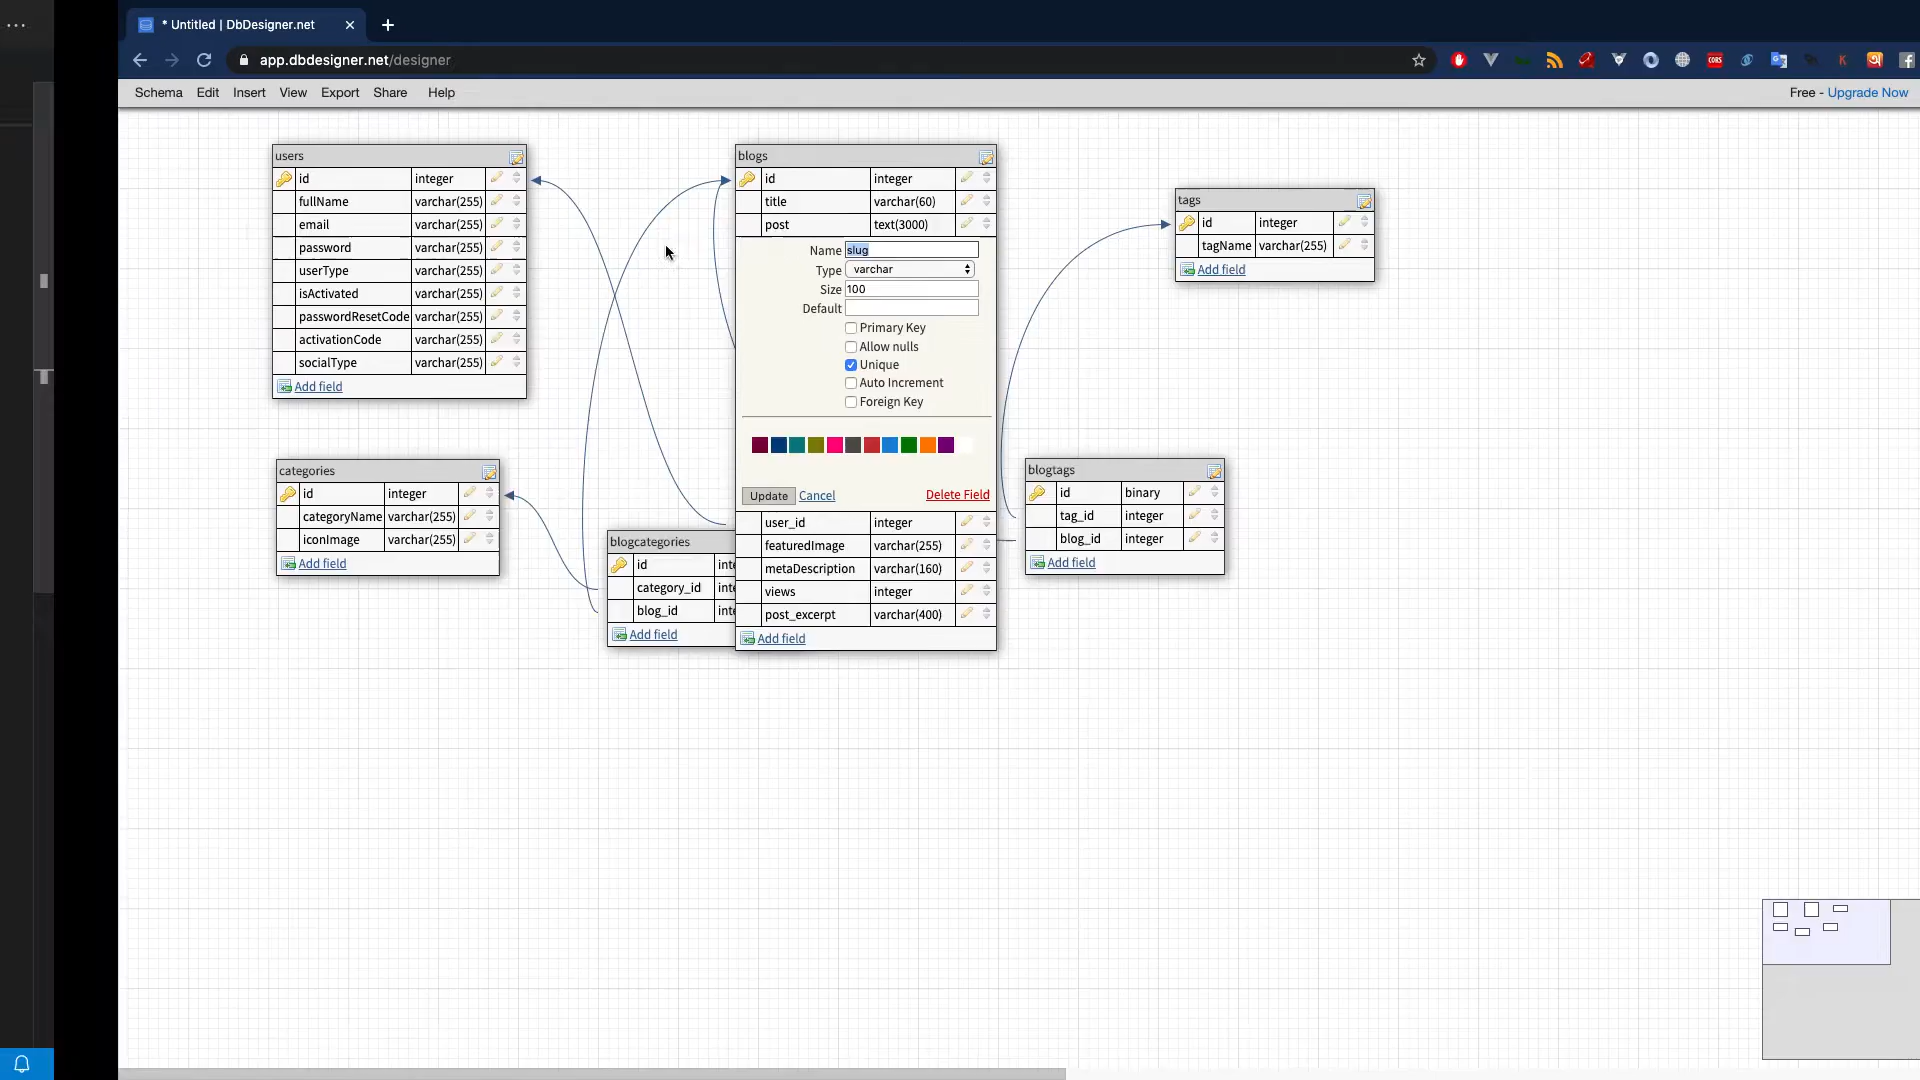 * Untitled | DbDesigner.net
app.dbdesigner.net/designer
Schema Edit Insert View Export Share Help
Free - Upgrade Now
users
id integer
fullName varchar(255)
email varchar(255)
password varchar(255)
userType varchar(255)
isActivated varchar(255)
passwordResetCode varchar(255)
activationCode varchar(255)
socialType varchar(255)
Add field
blogs
id integer
title varchar(60)
post text(3000)
Name slug
Type varchar
Size 100
Default
Primary Key
Allow nulls
Unique
Auto Increment
Foreign Key
Update Cancel Delete Field
user_id integer
featuredImage varchar(255)
metaDescription varchar(160)
views integer
post_excerpt varchar(400)
Add field
tags
id integer
tagName varchar(255)
Add field
categories
id integer
categoryName varchar(255)
iconImage varchar(255)
Add field
blogcategories
id inte
category_id inte
blog_id inte
Add field
blogtags
id binary
tag_id integer
blog_id integer
Add field
CORS